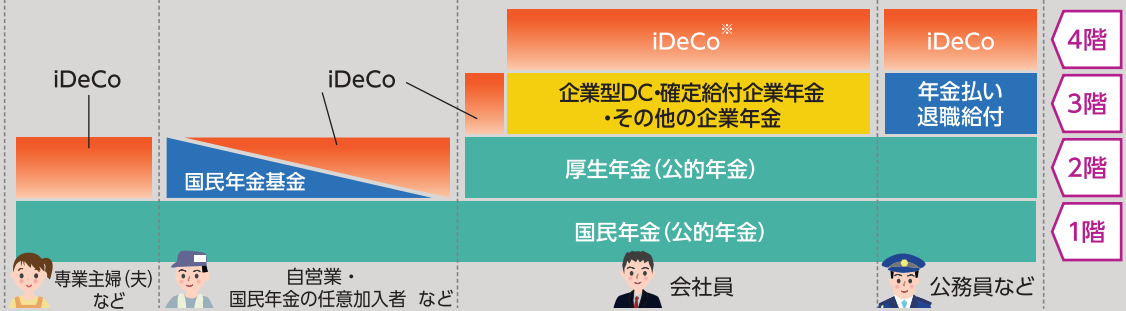 iDeCo※
iDeCo
4階
iDeCo
iDeCo
企業型DC・確定給付企業年金
・その他の企業年金
年金払い
退職給付
3階
国民年金基金
厚生年金（公的年金）
2階
国民年金（公的年金）
1階
専業主婦（夫）
など
自営業・
国民年金の任意加入者 など
会社員
公務員など